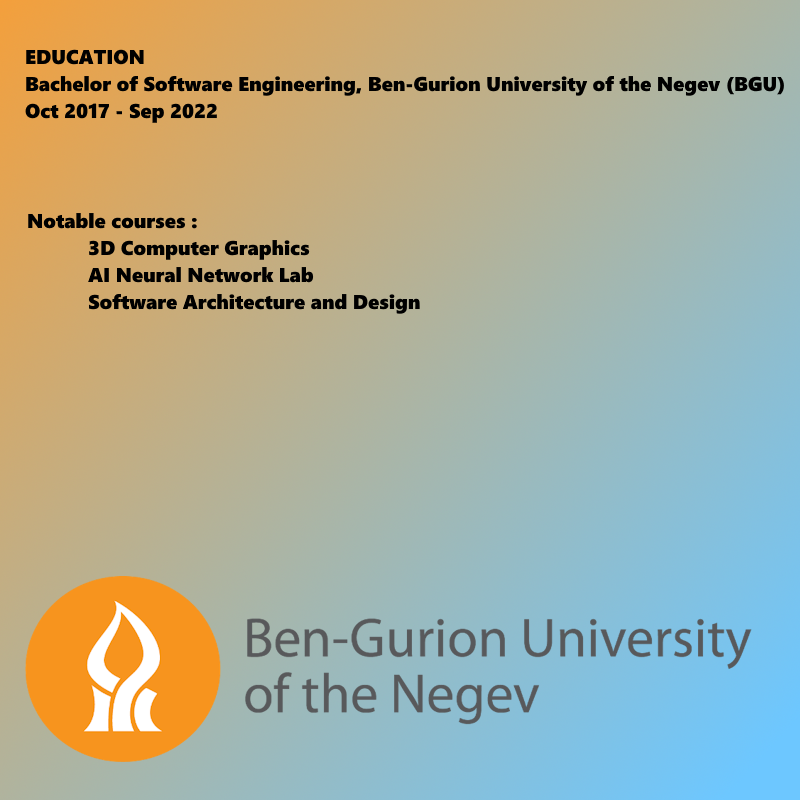 EDUCATION
Bachelor of Software Engineering, Ben-Gurion University of the Negev (BGU)
Oct 2017 - Sep 2022
Notable courses :
3D Computer Graphics
AI Neural Network Lab
Software Architecture and Design
Ben-Gurion University
of the Negev